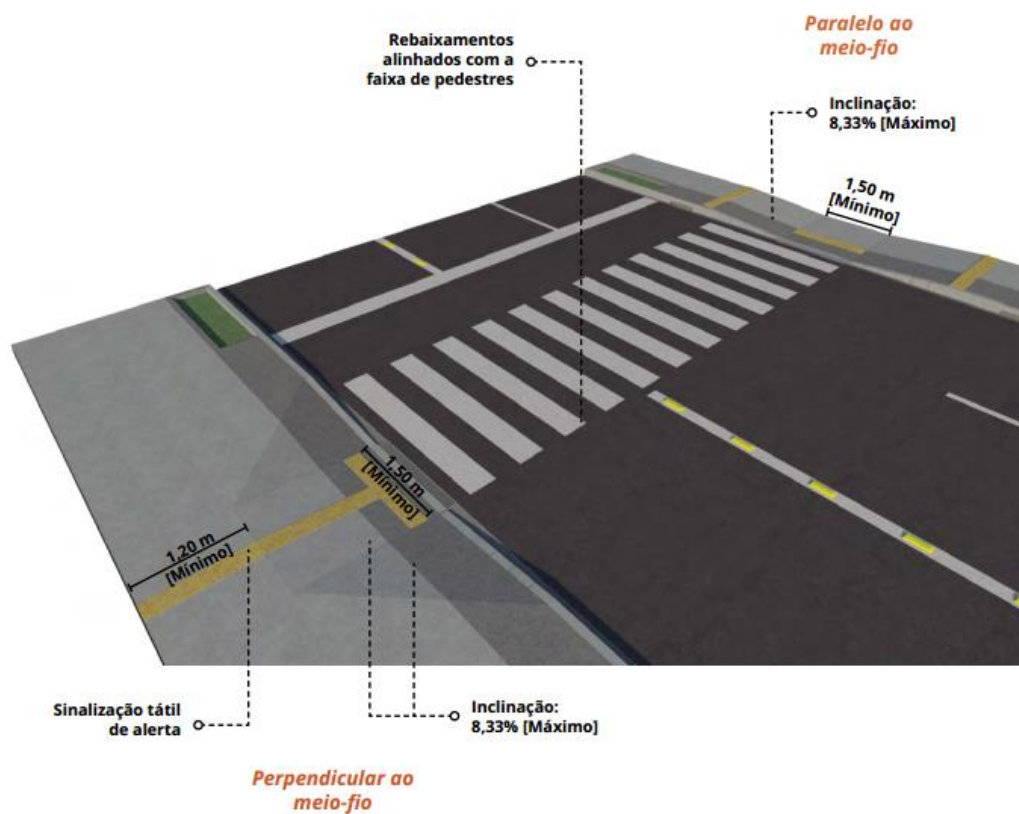 Paralelo ao
meio-fio
Rebaixamentos
alinhados com a
faixa de pedestres
Inclinação:
8,33% [Máximo]
1,50 m
[Mínimo]
1,50 m
[Mínimo]
1,20 m
[Mínimo]
Sinalização tátil
de alerta
Inclinação:
8,33% [Máximo]
Perpendicular ao
meio-fio